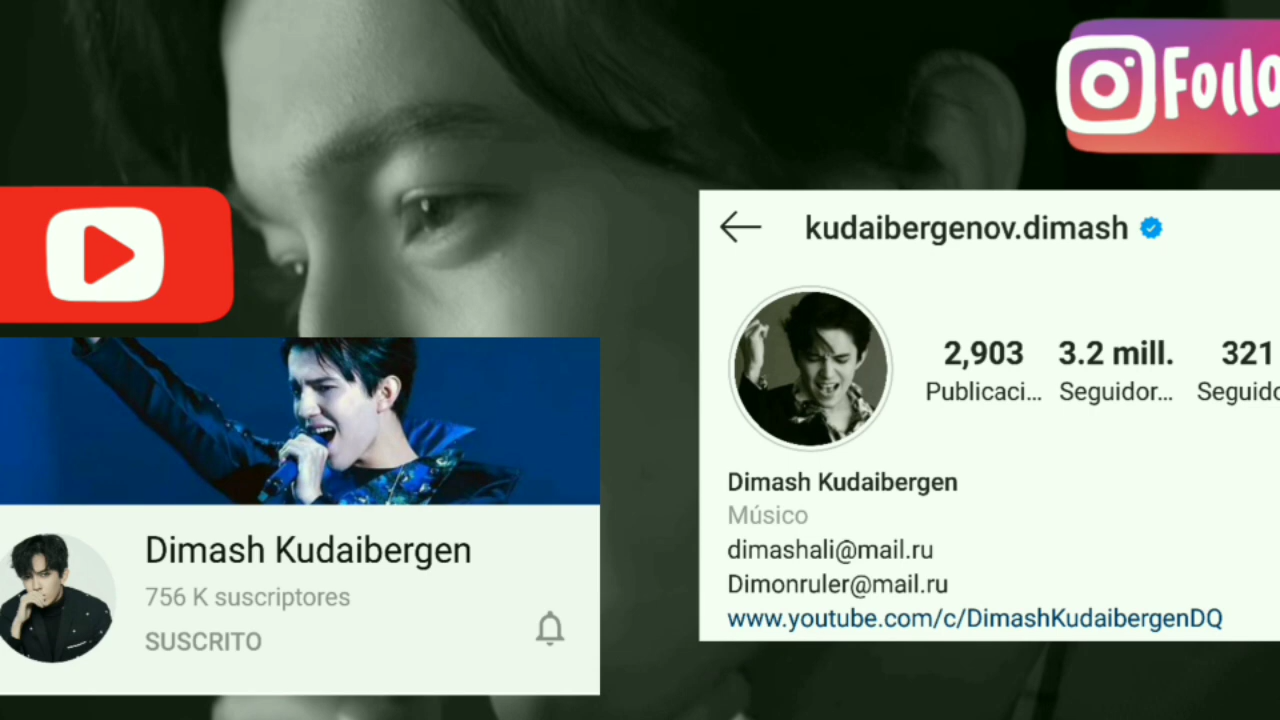 Follo
kudaibergenov.dimash
2,903 3.2 mill. 321
Publicaci... Seguidor... Seguido
Dimash Kudaibergen
Músico
dimashali@mail.ru
Dimonruler@mail.ru
www.youtube.com/c/DimashKudaibergenDQ
Dimash Kudaibergen
756 K suscriptores
SUSCRITO